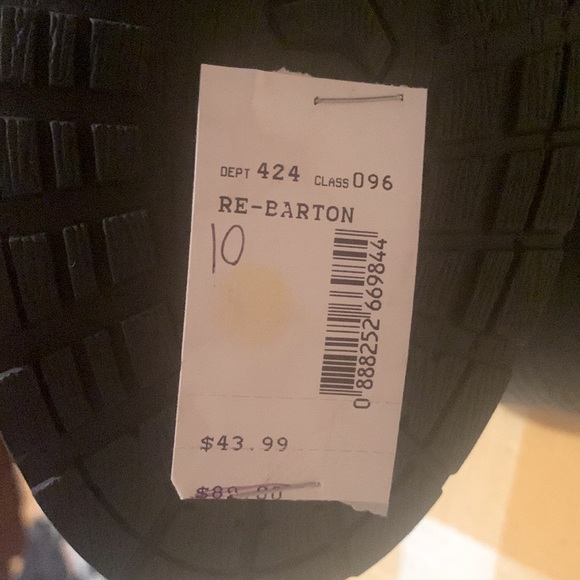 DEPT 424 CLASS 096
RE-BARTON
10
0 888252 669844
$43.99